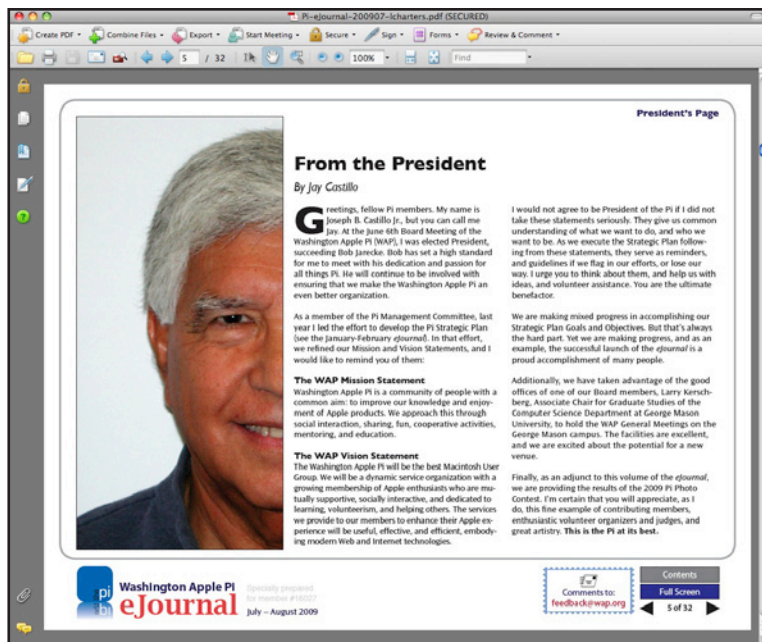 Pi-eJournal-200907-lcharters.pdf (SECURED)
Create PDF
Combine Files
Export
Start Meeting
Secure
Sign
Forms
Review & Comment
5 / 32
100%
Find
President's Page
From the President
By Jay Castillo
Greetings, fellow Pi members. My name is
Joseph B. Castillo Jr., but you can call me
Jay. At the June 6th Board Meeting of the
Washington Apple Pi (WAP), I was elected President,
succeeding Bob Jarecke. Bob has set a high standard
for me to meet with his dedication and passion for
all things Pi. He will continue to be involved with
ensuring that we make the Washington Apple Pi an
even better organization.
As a member of the Pi Management Committee, last
year I led the effort to develop the Pi Strategic Plan
(see the January-February eJournal). In that effort,
we refined our Mission and Vision Statements, and I
would like to remind you of them:
The WAP Mission Statement
Washington Apple Pi is a community of people with a
common aim: to improve our knowledge and enjoy-
ment of Apple products. We approach this through
social interaction, sharing, fun, cooperative activities,
mentoring, and education.
The WAP Vision Statement
The Washington Apple Pi will be the best Macintosh User
Group. We will be a dynamic service organization with a
growing membership of Apple enthusiasts who are mu-
tually supportive, socially interactive, and dedicated to
learning, volunteerism, and helping others. The services
we provide to our members to enhance their Apple ex-
perience will be useful, effective, and efficient, embody-
ing modern Web and Internet technologies.
I would not agree to be President of the Pi if I did not
take these statements seriously. They give us common
understanding of what we want to do, and who we
want to be. As we execute the Strategic Plan follow-
ing from these statements, they serve as reminders,
and guidelines if we flag in our efforts, or lose our
way. I urge you to think about them, and help us with
ideas, and volunteer assistance. You are the ultimate
benefactor.
We are making mixed progress in accomplishing our
Strategic Plan Goals and Objectives. But that's always
the hard part. Yet we are making progress, and as an
example, the successful launch of the eJournal is a
proud accomplishment of many people.
Additionally, we have taken advantage of the good
offices of one of our Board members, Larry Kersch-
berg, Associate Chair for Graduate Studies of the
Computer Science Department at George Mason
University, to hold the WAP General Meetings on the
George Mason campus. The facilities are excellent,
and we are excited about the potential for a new
venue.
Finally, as an adjunct to this volume of the eJournal,
we are providing the results of the 2009 Pi Photo
Contest. I'm certain that you will appreciate, as I
do, this fine example of contributing members,
enthusiastic volunteer organizers and judges, and
great artistry. This is the Pi at its best.
pi
Washington Apple Pi
eJournal
Specially prepared
for member #16027
July – August 2009
Comments to:
feedback@wap.org
Contents
Full Screen
5 of 32